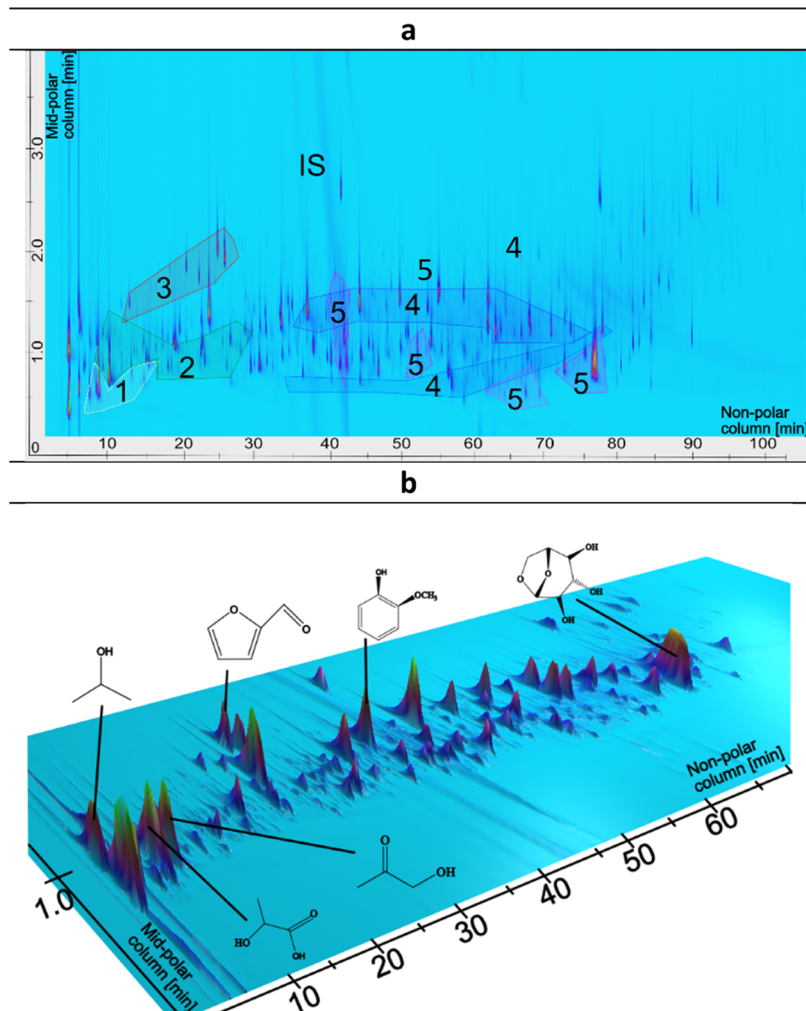 a
Mid-polar
column [min]
3.0
2.0
1.0
0
IS
3
5
4
5
4
2
1
5
4
5
5
Non-polar
column [min]
10
20
30
40
50
60
70
80
90
100
b
OH
O
O
OH
OCH3
O
O
OH
OH
OH
O
OH
HO
O
OH
1.0
Mid-polar
column [min]
10
20
30
40
50
60
Non-polar
column [min]